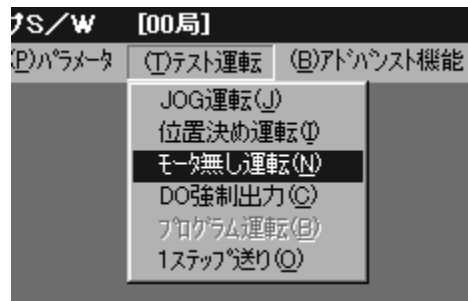 ｱS／W [00局]
(P)ﾊﾟﾗﾒｰﾀ (T)ﾃｽﾄ運転 (B)ｱﾄﾞﾊﾞﾝｽﾄ機能
JOG運転(J)
位置決め運転(I)
ﾓｰﾀ無し運転(N)
DO強制出力(C)
ﾌﾟﾛｸﾞﾗﾑ運転(B)
1ｽﾃｯﾌﾟ送り(O)